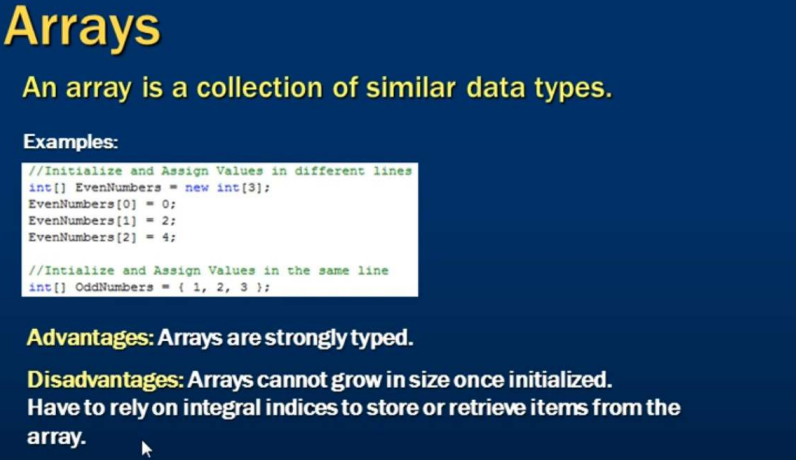 Arrays
An array is a collection of similar data types.
Examples:
//Initialize and Assign Values in different lines
int[] EvenNumbers = new int[3];
EvenNumbers[0] = 0;
EvenNumbers[1] = 2;
EvenNumbers[2] = 4;
//Intialize and Assign Values in the same line
int[] OddNumbers = { 1, 2, 3 };
Advantages: Arrays are strongly typed.
Disadvantages: Arrays cannot grow in size once initialized.
Have to rely on integral indices to store or retrieve items from the
array.